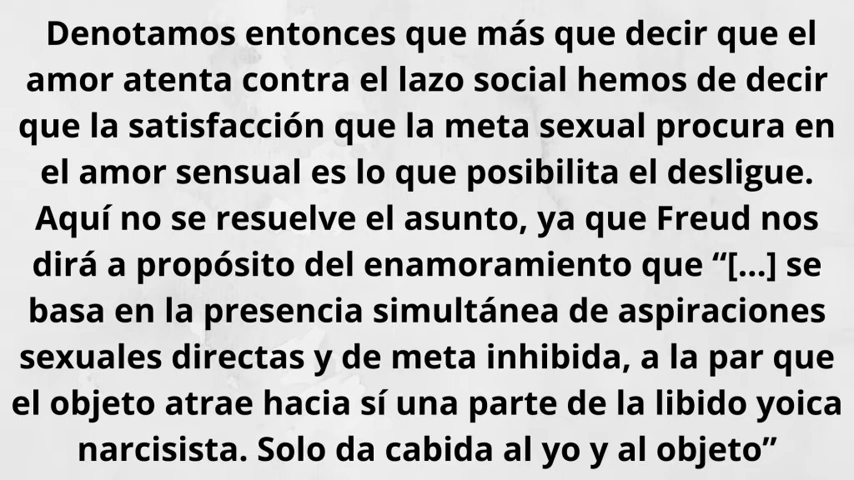 Denotamos entonces que más que decir que el
amor atenta contra el lazo social hemos de decir
que la satisfacción que la meta sexual procura en
el amor sensual es lo que posibilita el desligue.
Aquí no se resuelve el asunto, ya que Freud nos
dirá a propósito del enamoramiento que “[...] se
basa en la presencia simultánea de aspiraciones
sexuales directas y de meta inhibida, a la par que
el objeto atrae hacia sí una parte de la libido yoica
narcisista. Solo da cabida al yo y al objeto”